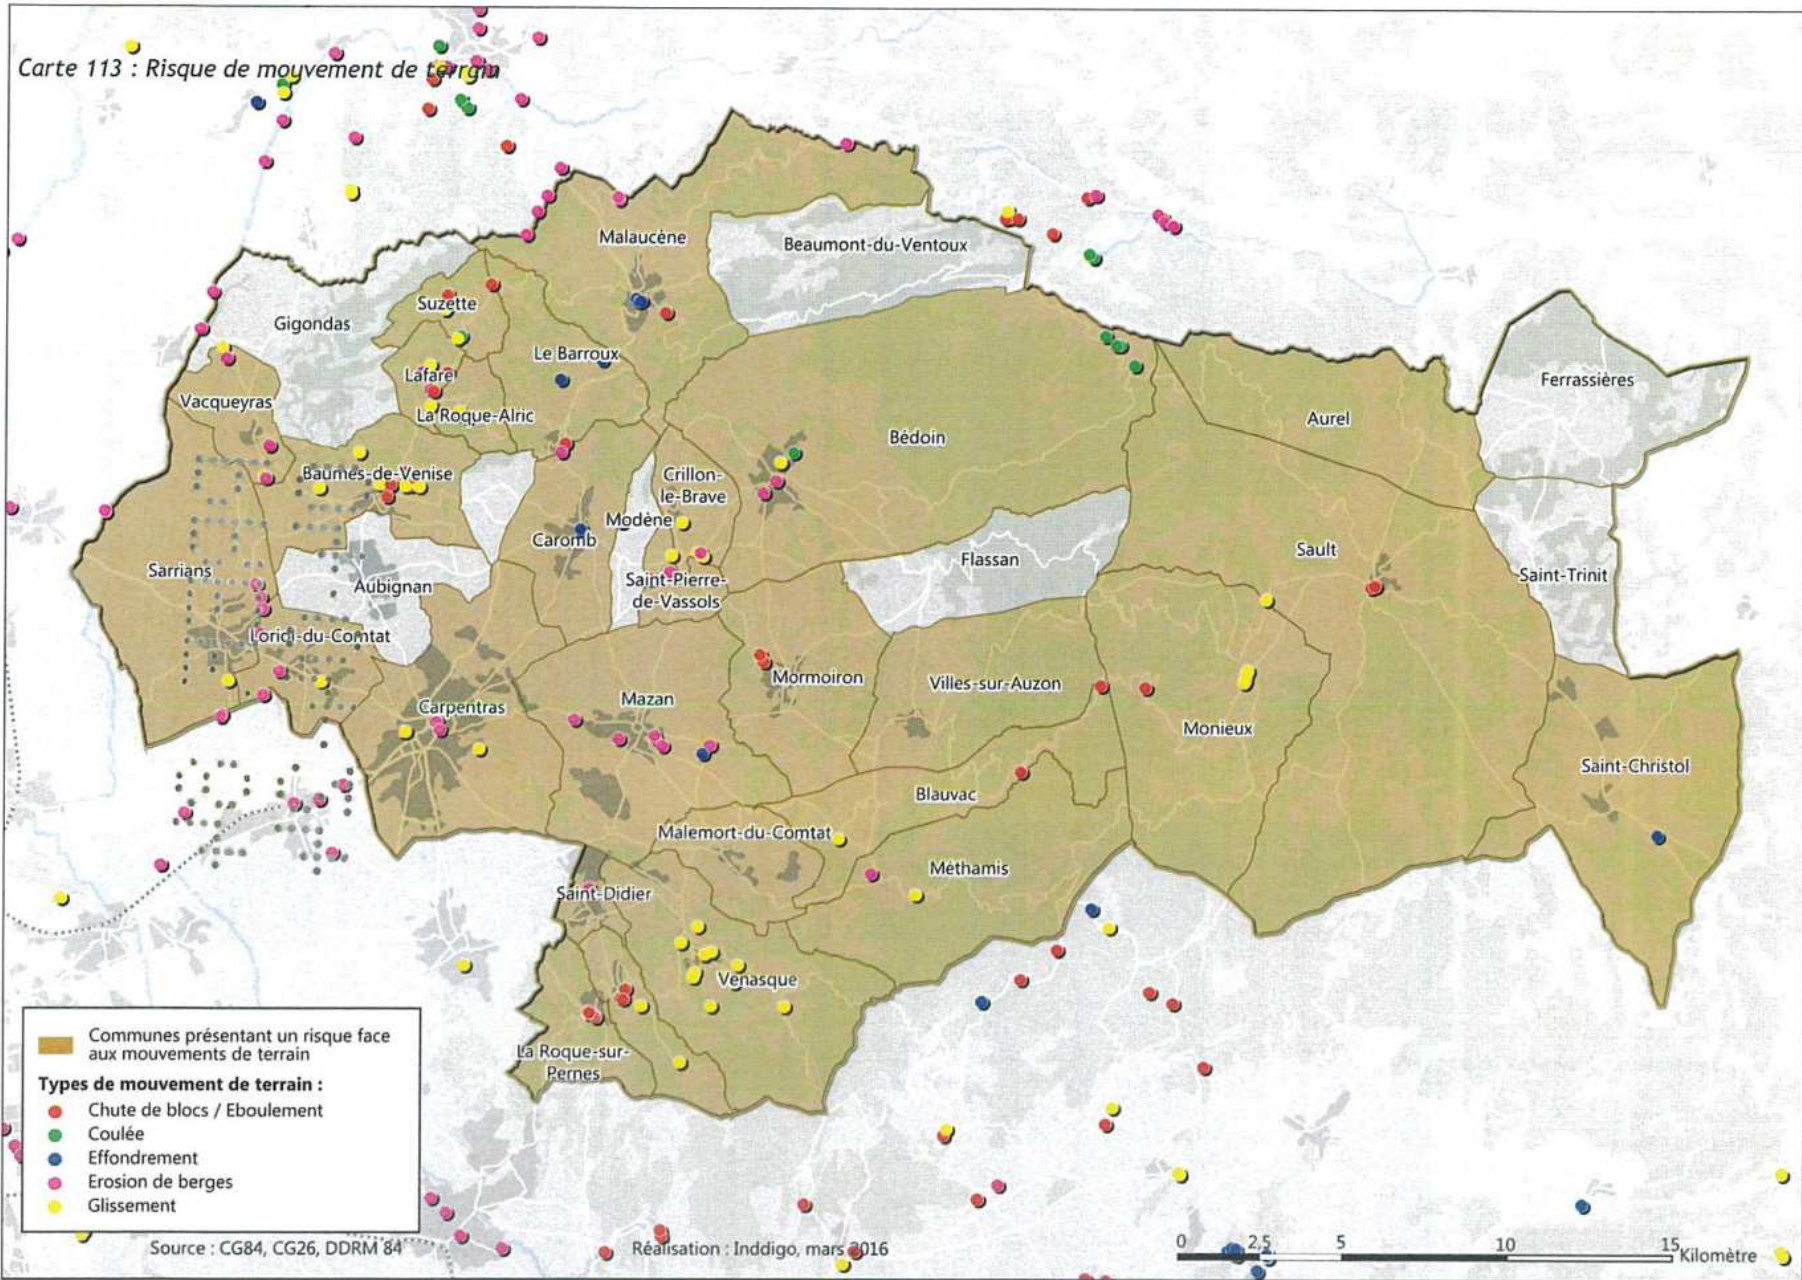 Carte 113 : Risque de mouvement de terrain
Malaucène
Beaumont-du-Ventoux
Suzette
Gigondas
Le Barroux
Lafare
Ferrassières
Vacqueyras
La Roque-Alric
Aurel
Bédoin
Baumes-de-Venise
Crillon-
le-Brave
Modène
Caromb
Sault
Flassan
Sarrians
Aubignan
Saint-Pierre-
de-Vassols
Saint-Trinit
Loriol-du-Comtat
Mormoiron
Villes-sur-Auzon
Carpentras
Mazan
Monieux
Saint-Christol
Blauvac
Malemort-du-Comtat
Méthamis
Saint-Didier
Venasque
La Roque-sur-
Pernes
Communes présentant un risque face
aux mouvements de terrain
Types de mouvement de terrain :
Chute de blocs / Eboulement
Coulée
Effondrement
Erosion de berges
Glissement
Source : CG84, CG26, DDRM 84
Réalisation : Inddigo, mars 2016
0 2,5 5 10 15 Kilomètre